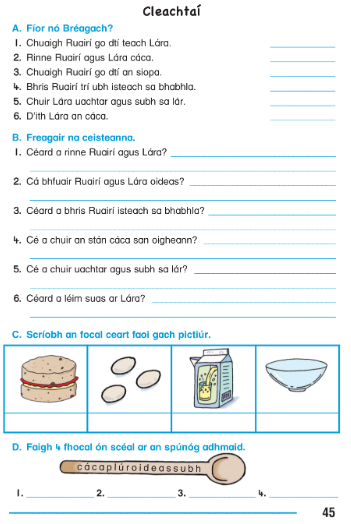 Cleachtaí
A. Fíor nó Bréagach?
1. Chuaigh Ruairí go dtí teach Lára.
2. Rinne Ruairí agus Lára cáca.
3. Chuaigh Ruairí go dtí an siopa.
4. Bhris Ruairí trí ubh isteach sa bhabhla.
5. Chuir Lára uachtar agus subh sa lár.
6. D'ith Lára an cáca.
B. Freagair na ceisteanna.
1. Céard a rinne Ruairí agus Lára?
2. Cá bhfuair Ruairí agus Lára oideas?
3. Céard a bhris Ruairí isteach sa bhabhla?
4. Cé a chuir an stán cáca san oigheann?
5. Cé a chuir uachtar agus subh sa lár?
6. Céard a léim suas ar Lára?
C. Scríobh an focal ceart faoi gach pictiúr.
D. Faigh 4 fhocal ón scéal ar an spúnóg adhmaid.
cácaplúroideassubh
1. 2. 3. 4.
45